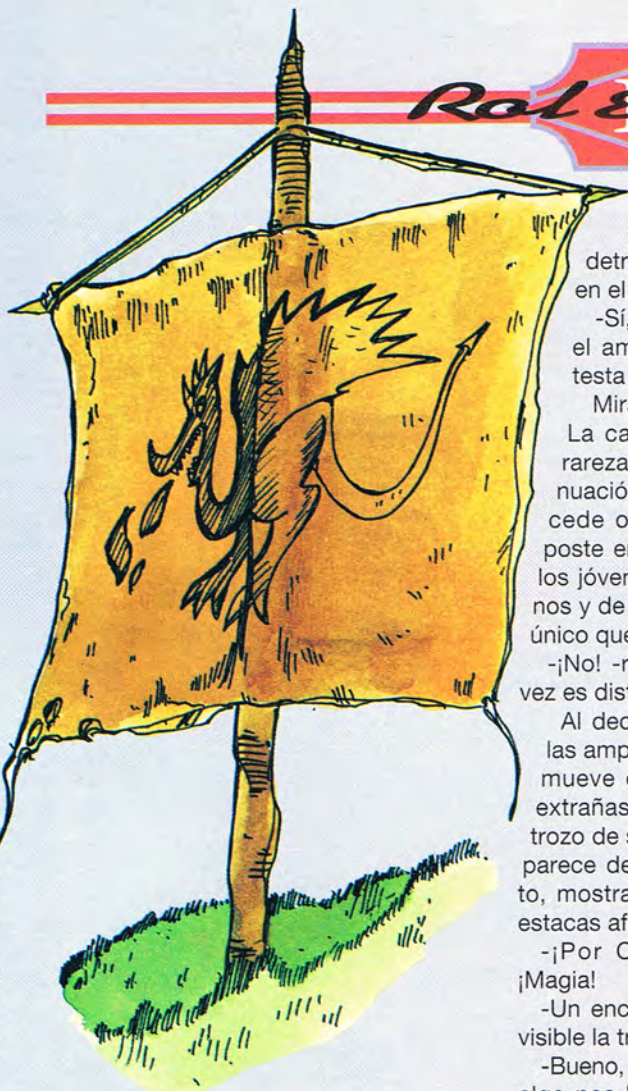 Rol &
detr
en el
-Sí,
el am
testa
Mira
La ca
rareza
nuación
cede o
poste en
los jóver
nos y de
único que
-¡No! -r
vez es dist
Al dec
las amp
mueve
extrañas
trozo de s
parece de
to, mostra
estacas af
-¡Por C
¡Magia!
-Un enc
visible la tr
-Bueno,